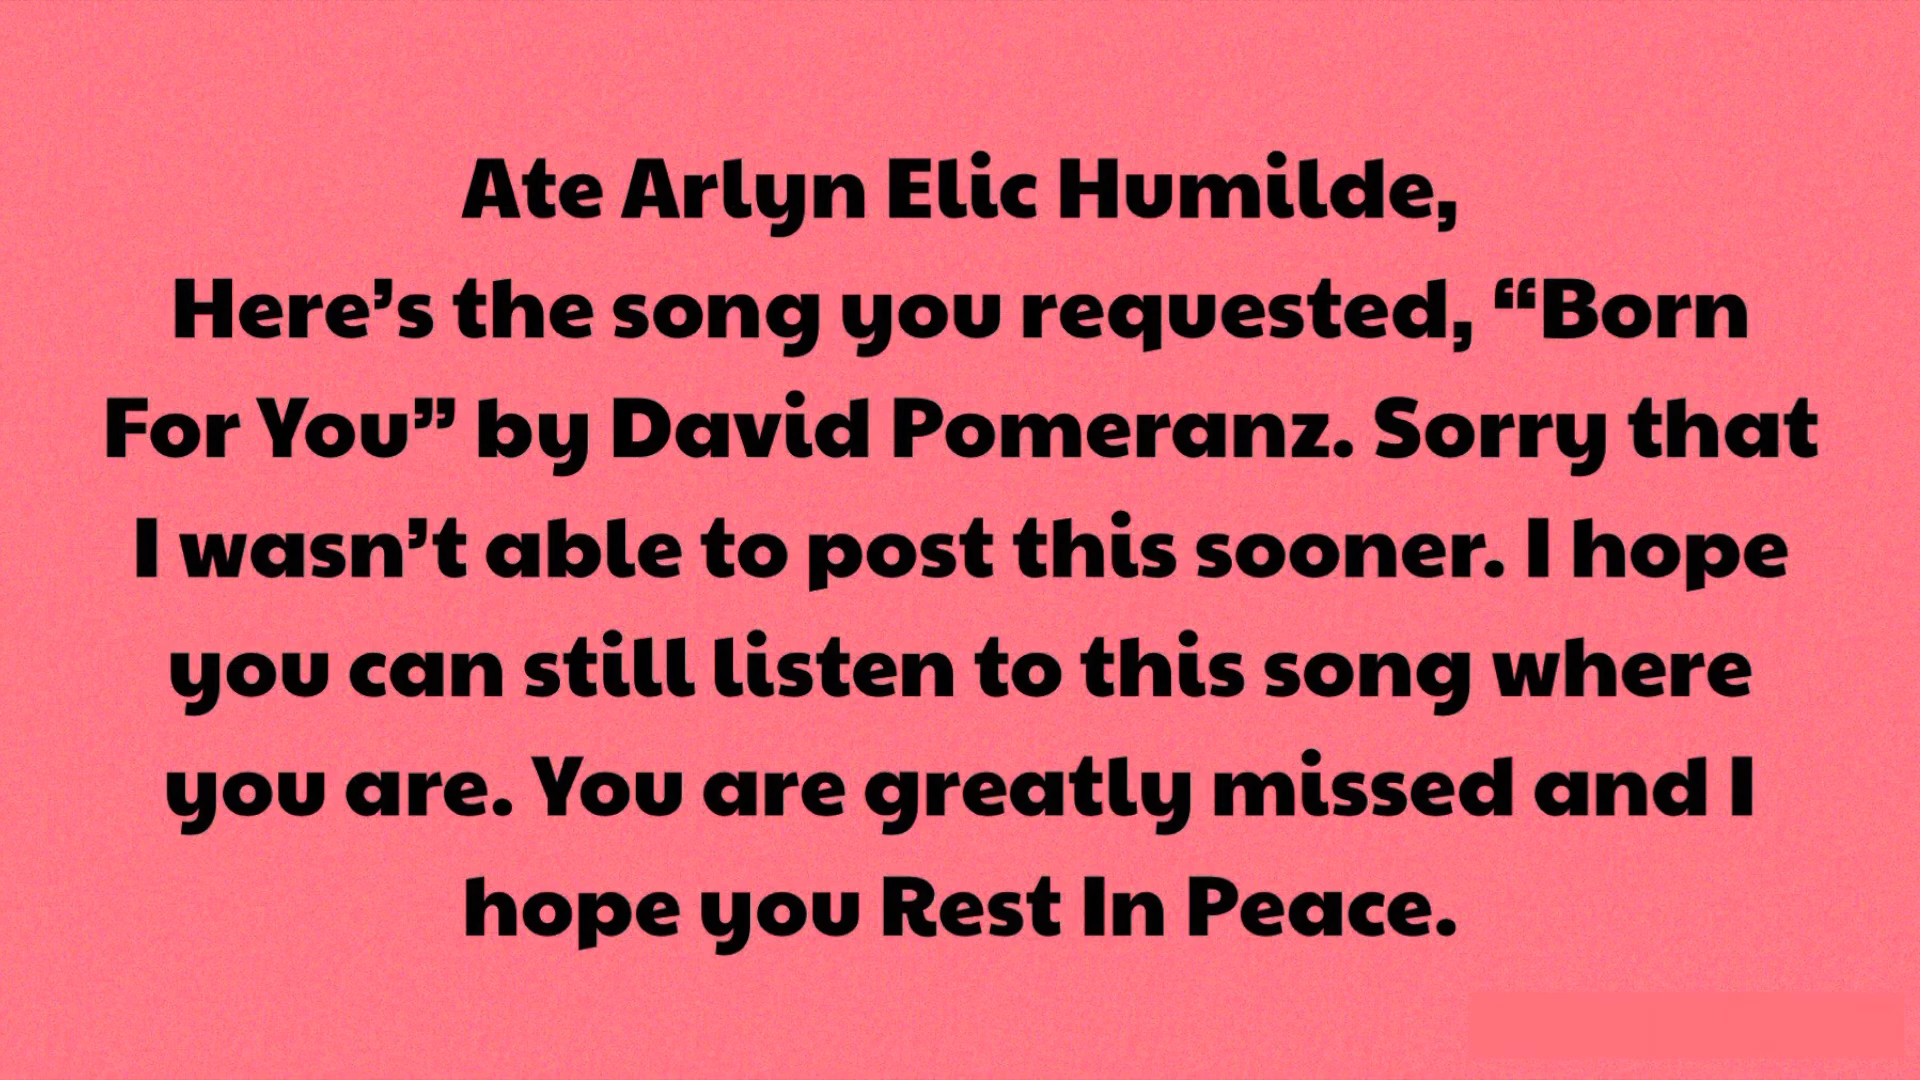 Ate Arlyn Elic Humilde,
Here’s the song you requested, “Born
For You” by David Pomeranz. Sorry that
I wasn’t able to post this sooner. I hope
you can still listen to this song where
you are. You are greatly missed and I
hope you Rest In Peace.